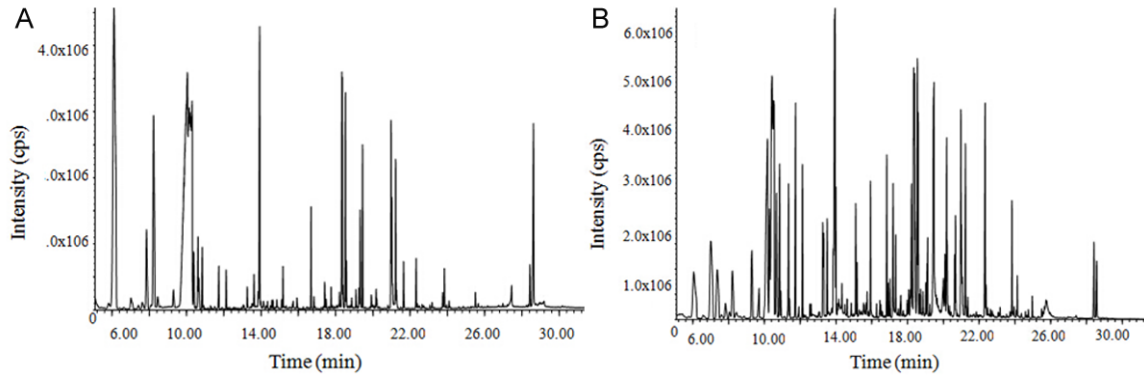 A
4.0x106
.0x106
.0x106
.0x106
Intensity (cps)
0 6.00 10.00 14.00 18.00 22.00 26.00 30.00
Time (min)
B
6.0x106
5.0x106
4.0x106
3.0x106
2.0x106
1.0x106
Intensity (cps)
6.00 10.00 14.00 18.00 22.00 26.00 30.00
Time (min)